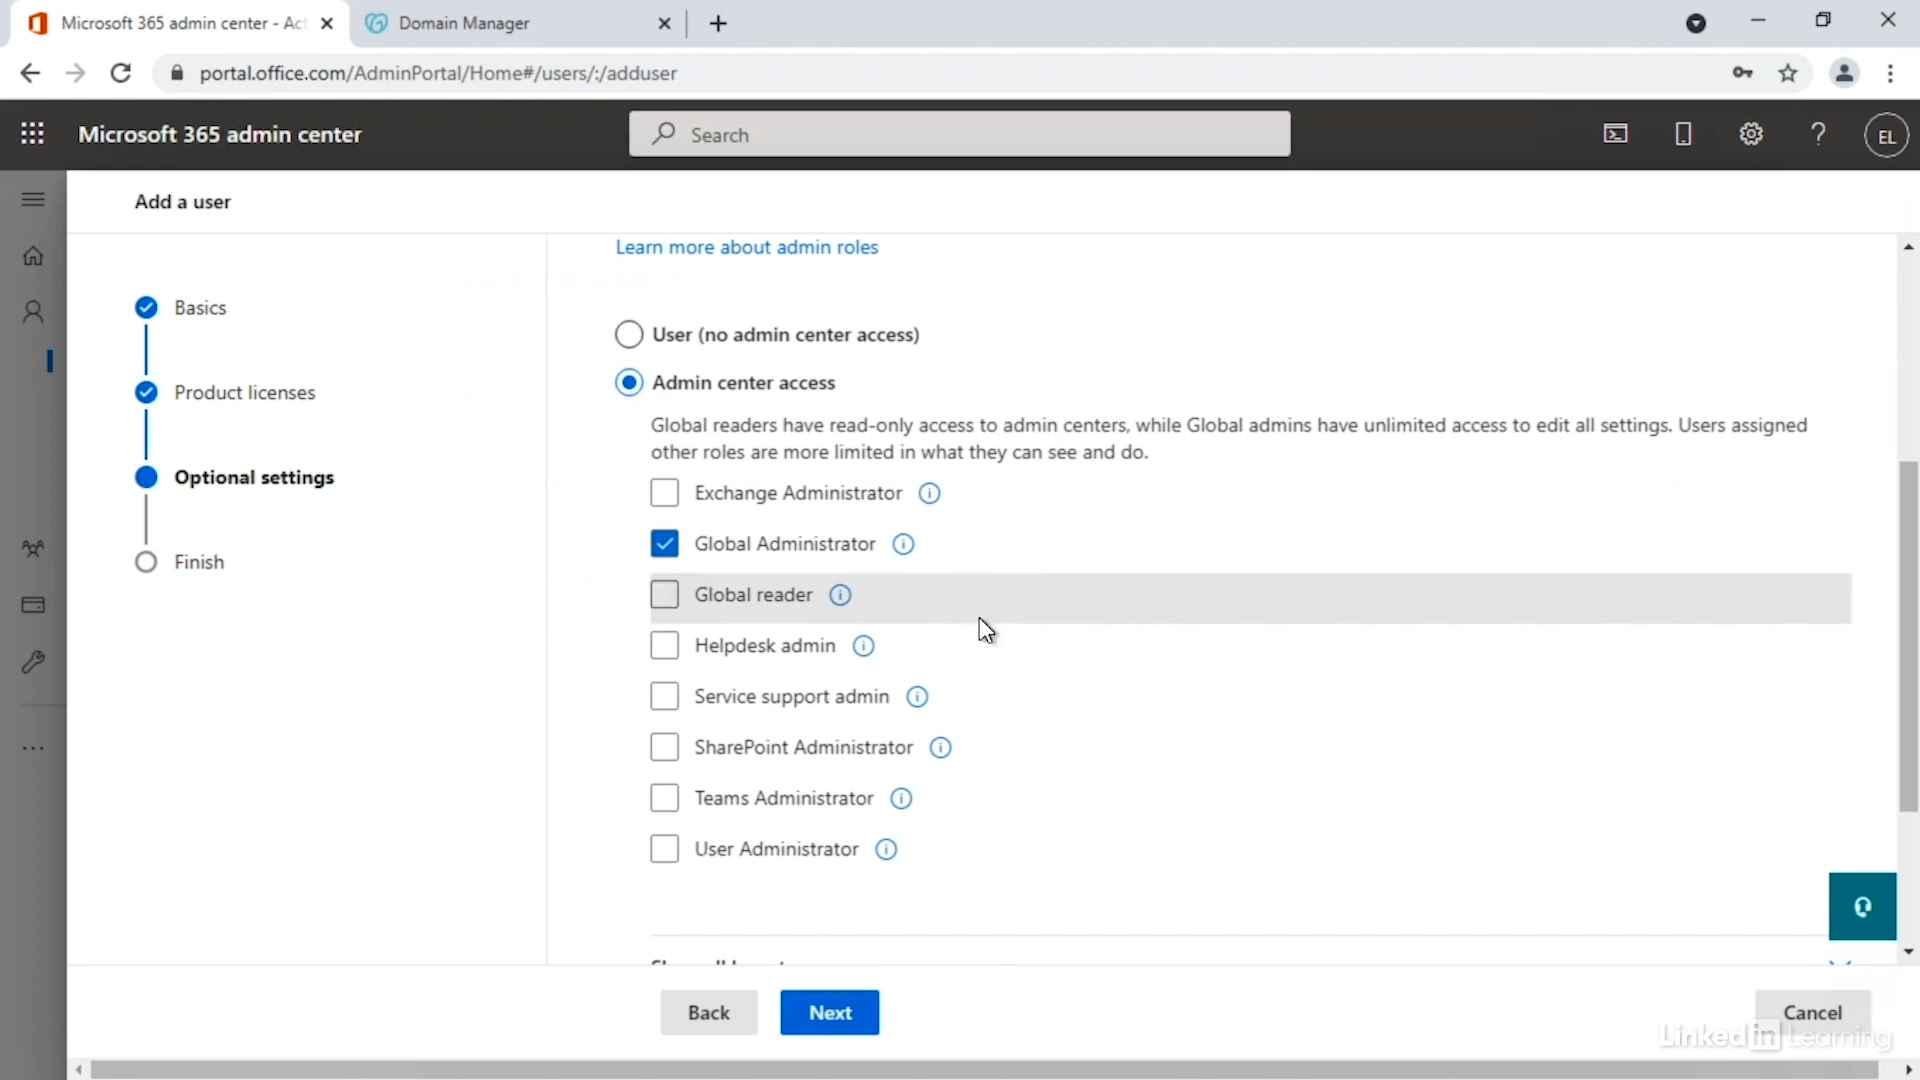 Microsoft 365 admin center - Act
Domain Manager
portal.office.com/AdminPortal/Home#/users/:/adduser
Microsoft 365 admin center
Search
EL
Add a user
Learn more about admin roles
Basics
Product licenses
Optional settings
Finish
User (no admin center access)
Admin center access
Global readers have read-only access to admin centers, while Global admins have unlimited access to edit all settings. Users assigned
other roles are more limited in what they can see and do.
Exchange Administrator
Global Administrator
Global reader
Helpdesk admin
Service support admin
SharePoint Administrator
Teams Administrator
User Administrator
Back
Next
Cancel
Linked in Learning